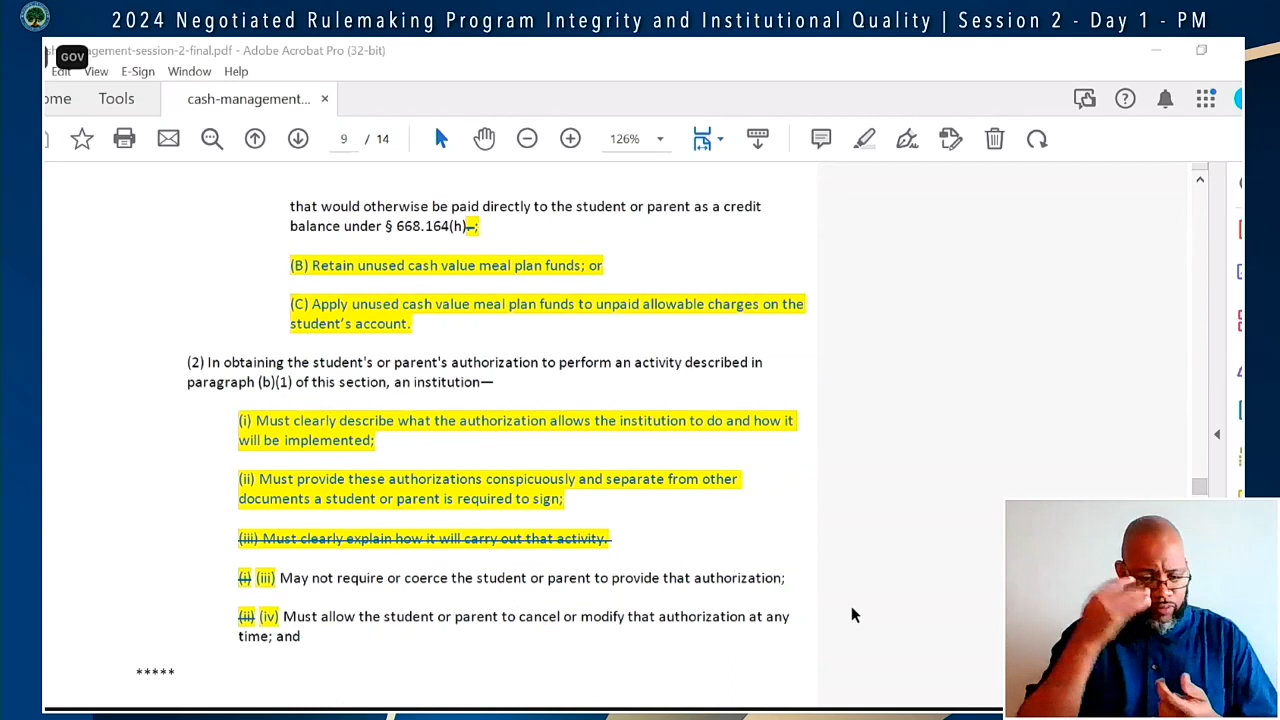 2024 Negotiated Rulemaking Program Integrity and Institutional Quality | Session 2 - Day 1 - PM
GOV
management-session-2-final.pdf - Adobe Acrobat Pro (32-bit)
Edit View E-Sign Window Help
ome Tools cash-management... ×
9 / 14 126%
that would otherwise be paid directly to the student or parent as a credit
balance under § 668.164(h).;
(B) Retain unused cash value meal plan funds; or
(C) Apply unused cash value meal plan funds to unpaid allowable charges on the
student's account.
(2) In obtaining the student's or parent's authorization to perform an activity described in
paragraph (b)(1) of this section, an institution—
(i) Must clearly describe what the authorization allows the institution to do and how it
will be implemented;
(ii) Must provide these authorizations conspicuously and separate from other
documents a student or parent is required to sign;
(iii) Must clearly explain how it will carry out that activity.
(i) (iii) May not require or coerce the student or parent to provide that authorization;
(ii) (iv) Must allow the student or parent to cancel or modify that authorization at any
time; and
*****